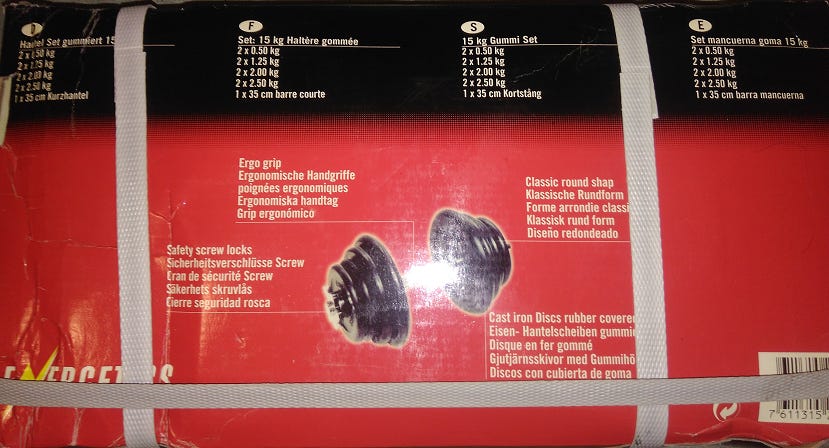 D
Hantel Set gummiert 15
2 x 0.50 kg
2 x 1.25 kg
2 x 2.00 kg
2 x 2.50 kg
1 x 35 cm Kurzhantel
F
Set: 15 kg Haltère gommée
2 x 0.50 kg
2 x 1.25 kg
2 x 2.00 kg
2 x 2.50 kg
1 x 35 cm barre courte
S
15 kg Gummi Set
2 x 0.50 kg
2 x 1.25 kg
2 x 2.00 kg
2 x 2.50 kg
1 x 35 cm Kortstång
E
Set mancuerna goma 15 kg
2 x 0.50 kg
2 x 1.25 kg
2 x 2.00 kg
2 x 2.50 kg
1 x 35 cm barra mancuerna
Ergo grip
Ergonomische Handgriffe
poignées ergonomiques
Ergonomiska handtag
Grip ergonómico
Classic round shap
Klassische Rundform
Forme arrondie classi
Klassisk rund form
Diseño redondeado
Safety screw locks
Sicherheitsverschlüsse Screw
Cran de sécurité Screw
Säkerhets skruvlås
Cierre seguridad rosca
Cast iron Discs rubber covered
Eisen- Hantelscheiben gummie
Disque en fer gommé
Gjutjärnsskivor med Gummihö
Discos con cubierta de goma
ENERGETICS
7 611315